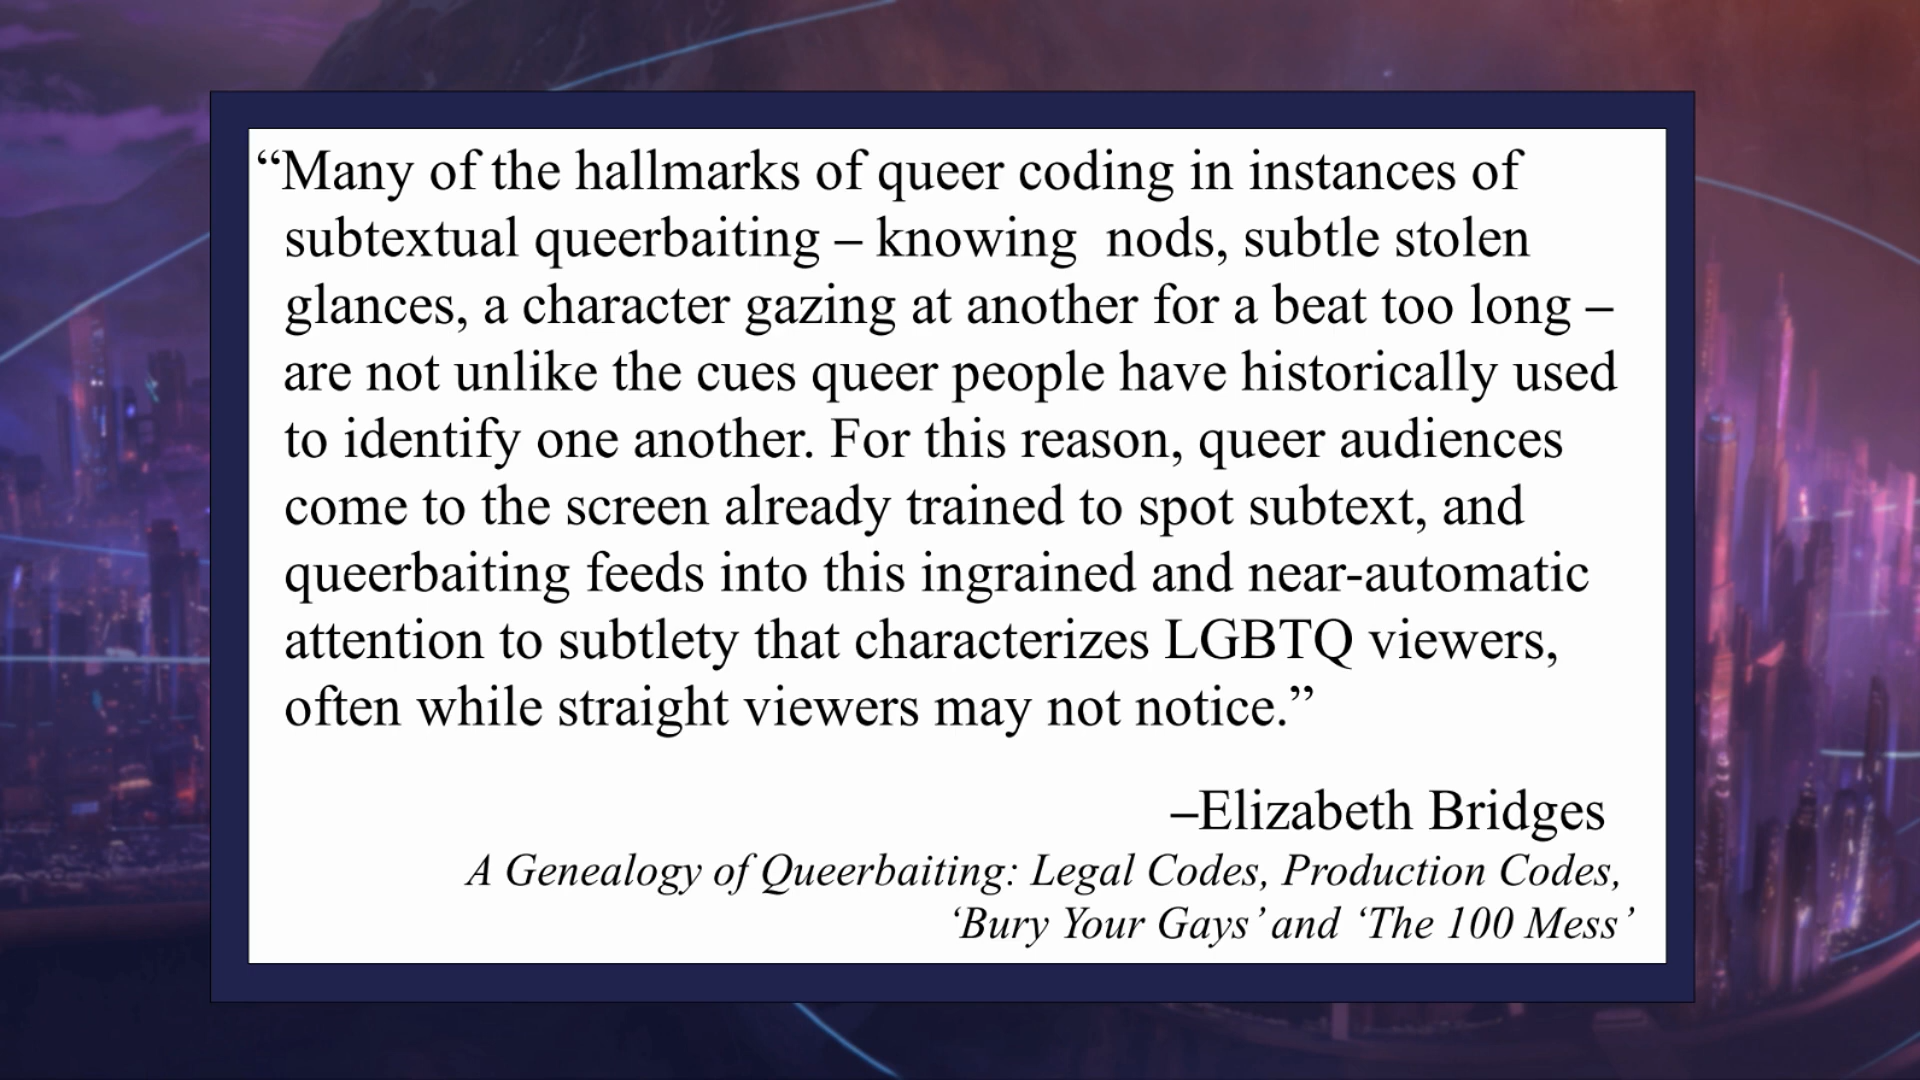 “Many of the hallmarks of queer coding in instances of
subtextual queerbaiting – knowing  nods, subtle stolen
glances, a character gazing at another for a beat too long –
are not unlike the cues queer people have historically used
to identify one another. For this reason, queer audiences
come to the screen already trained to spot subtext, and
queerbaiting feeds into this ingrained and near-automatic
attention to subtlety that characterizes LGBTQ viewers,
often while straight viewers may not notice.”
–Elizabeth Bridges
A Genealogy of Queerbaiting: Legal Codes, Production Codes,
‘Bury Your Gays’ and ‘The 100 Mess’